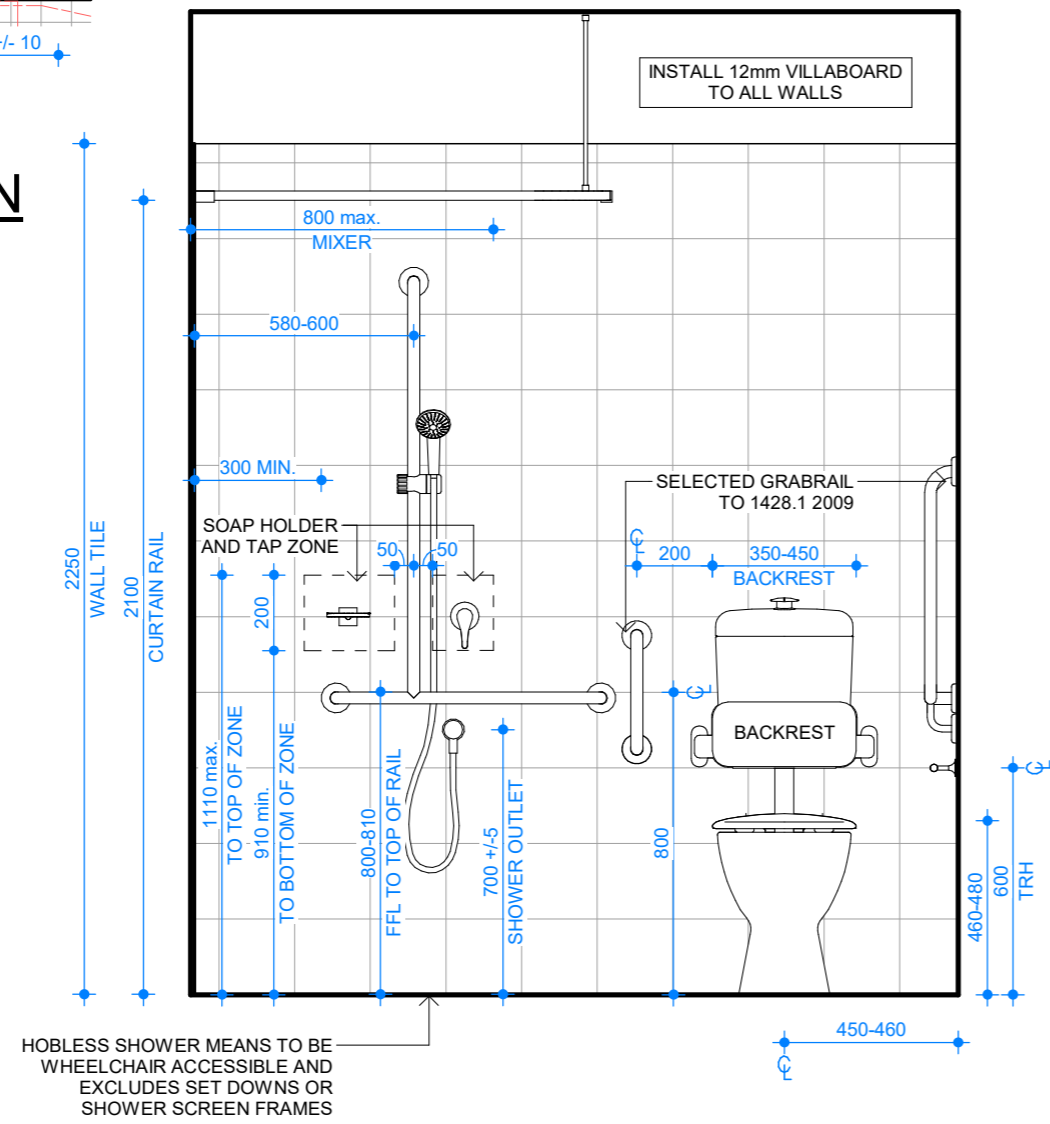 +/- 10
N
INSTALL 12mm VILLABOARD
TO ALL WALLS
800 max.
MIXER
580-600
300 MIN.
SELECTED GRABRAIL
TO 1428.1 2009
SOAP HOLDER
AND TAP ZONE
50
50
200
350-450
BACKREST
2250
WALL TILE
2100
CURTAIN RAIL
200
1110 max.
TO TOP OF ZONE
910 min.
TO BOTTOM OF ZONE
800-810
FFL TO TOP OF RAIL
700 +/-5
SHOWER OUTLET
800
BACKREST
460-480
600
TRH
450-460
HOBLESS SHOWER MEANS TO BE
WHEELCHAIR ACCESSIBLE AND
EXCLUDES SET DOWNS OR
SHOWER SCREEN FRAMES